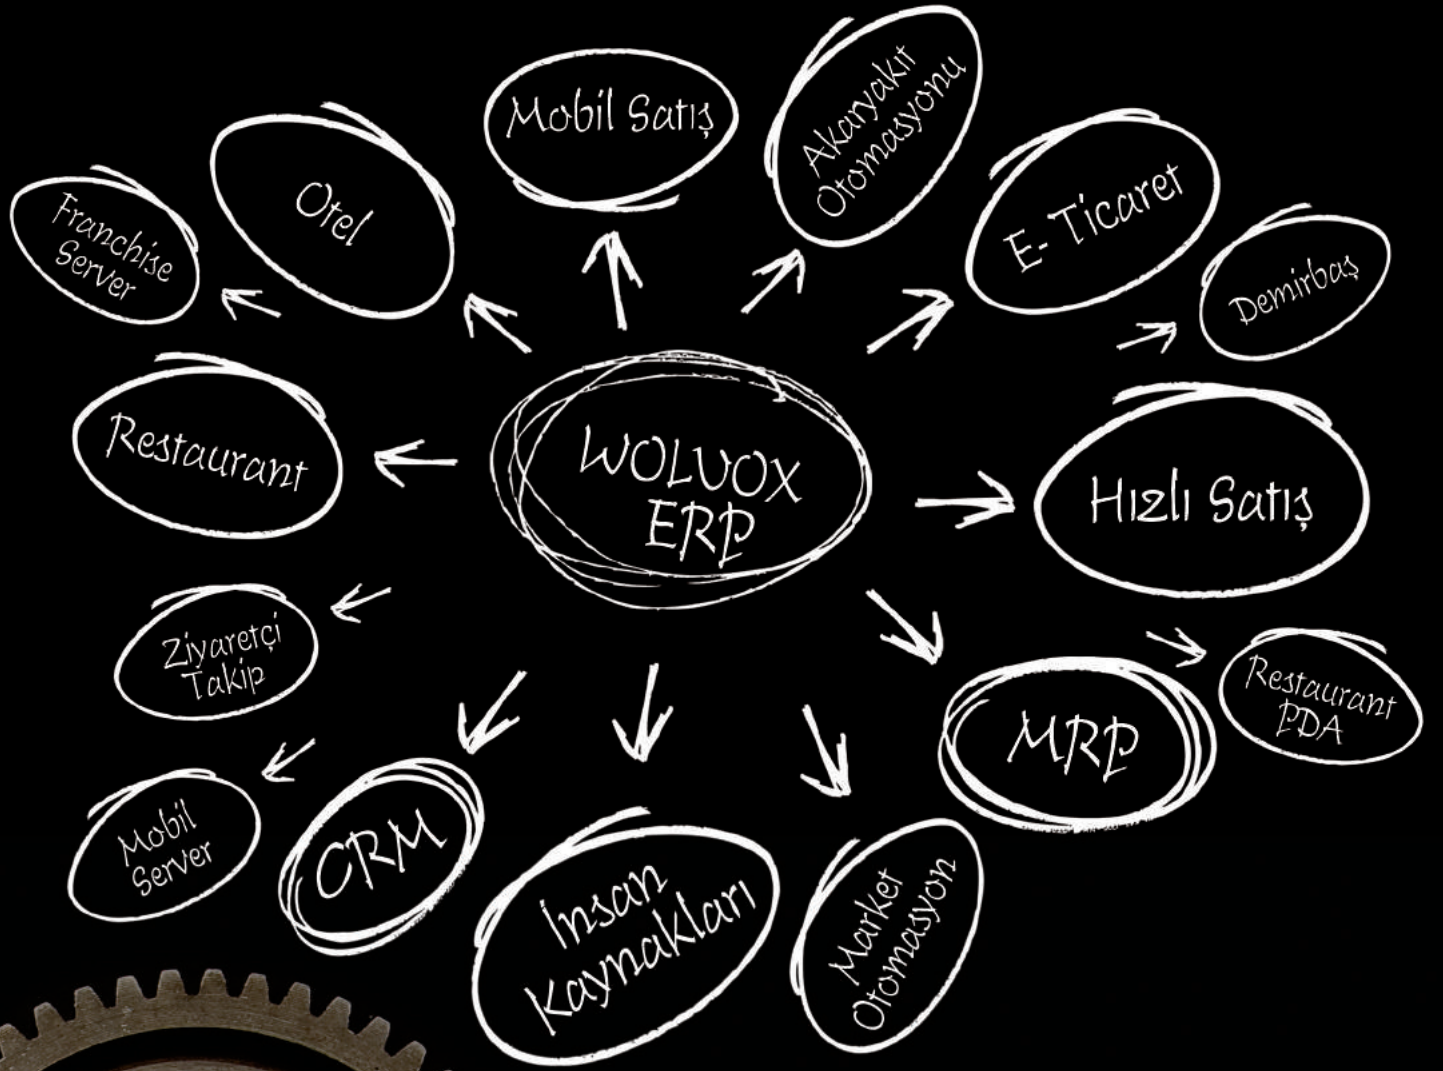 Mobil Satış
Akaryakıt
Otomasyonu
Otel
E- Ticaret
Franchise
Server
Demirbaş
Restaurant
WOLVOX
ERP
Hızlı Satış
Ziyaretçi
Takip
Restaurant
PDA
MRP
Mobil
Server
CRM
İnsan
Kaynakları
Market
Otomasyon